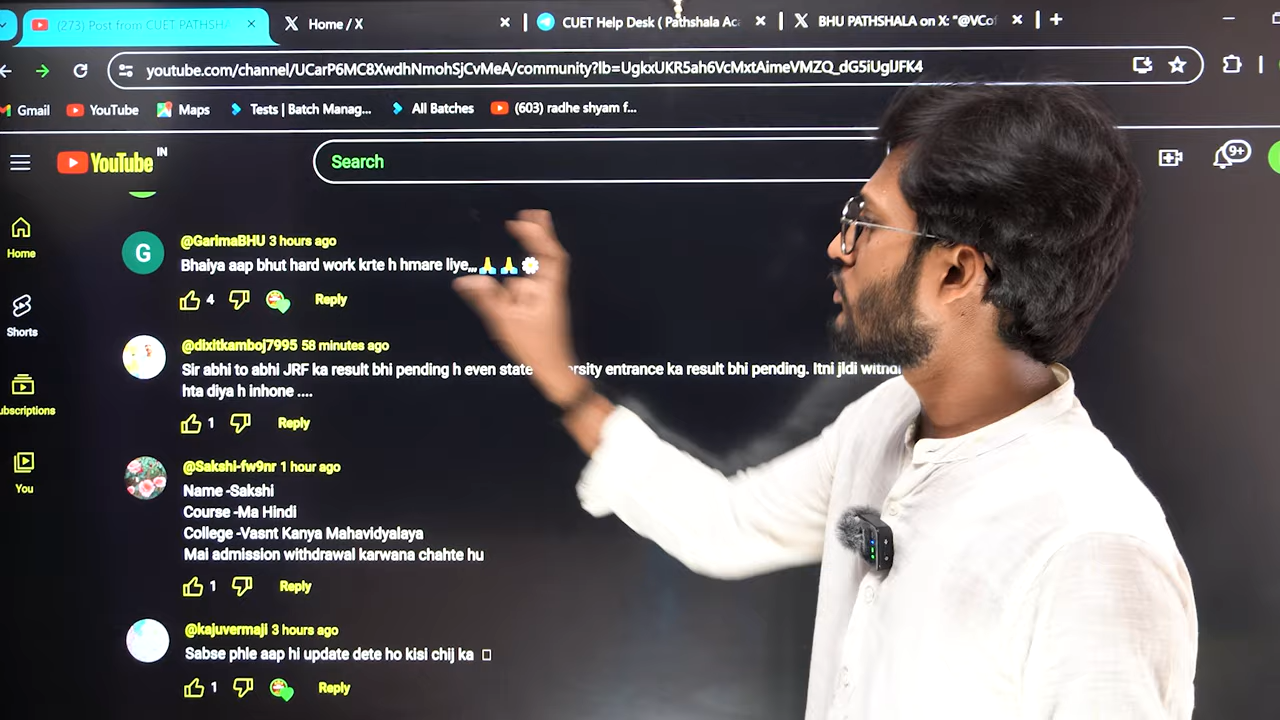 (273) Post from CUET PATHSH
Home / X
CUET Help Desk ( Pathshala Ac
BHU PATHSHALA on X: "@VCof
youtube.com/channel/UCarP6MC8XwdhNmohSjCvMeA/community?lb=UgkxUKR5ah6VcMxtAimeVMZQ_dG5iUglJFK4
Gmail
YouTube
Maps
Tests | Batch Manag...
All Batches
(603) radhe shyam f...
YouTube IN
Search
9+
Home
Shorts
ubscriptions
You
G
@GarimaBHU 3 hours ago
Bhaiya aap bhut hard work krte h hmare liye,,,🙏🙏
4
Reply
@dixitkamboj7995 58 minutes ago
Sir abhi to abhi JRF ka result bhi pending h even state ersity entrance ka result bhi pending. Itni jldi withdr
hta diya h inhone ....
1
Reply
@Sakshi-fw9nr 1 hour ago
Name -Sakshi
Course -Ma Hindi
College -Vasnt Kanya Mahavidyalaya
Mai admission withdrawal karwana chahte hu
1
Reply
@kajuvermaji 3 hours ago
Sabse phle aap hi update dete ho kisi chij ka
1
Reply